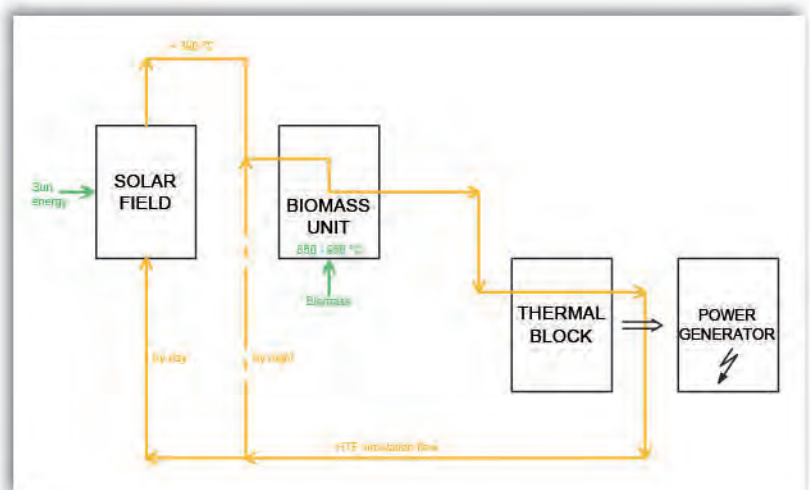 SOLAR
FIELD
Sun
energy
BIOMASS
UNIT
Biomass
THERMAL
BLOCK
POWER
GENERATOR
by day
by night
HTF circulation flow